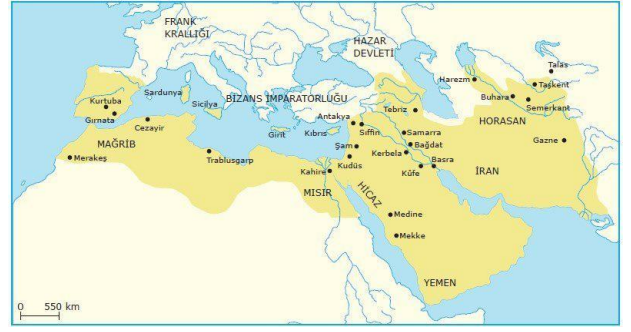 FRANK
KRALLIĞI
HAZAR
DEVLETİ
Talas
Harezm
Taşkent
Buhara
Semerkant
Kurtuba
Gırnata
Sardunya
Sicilya
BİZANS İMPARATORLUĞU
Tebriz
HORASAN
Cezayir
Antakya
Sıffin
Samarra
Gazne
MAĞRİB
Girit
Kıbrıs
Bağdat
Merakeş
Trablusgarp
Şam
Kerbela
Basra
Kudüs
Kahire
Kûfe
İRAN
MISIR
HİCAZ
Medine
Mekke
YEMEN
0 550 km